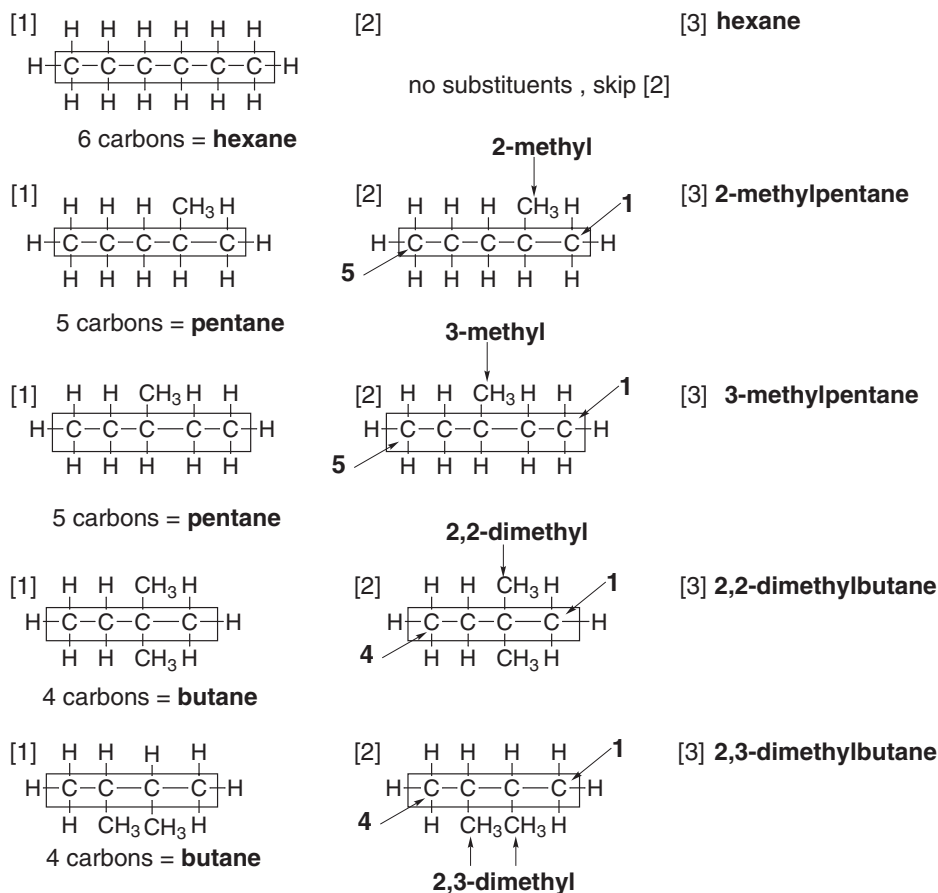 [1] H H H H H H [2] [3] hexane
H C C C C C C H
H H H H H H
no substituents , skip [2]
6 carbons = hexane
2-methyl
[1] H H H CH3 H [2] H H H CH3 H 1 [3] 2-methylpentane
H C C C C C H H C C C C C H
H H H H H 5 H H H H H
5 carbons = pentane
3-methyl
[1] H H CH3 H H [2] H H CH3 H H 1 [3] 3-methylpentane
H C C C C C H H C C C C C H
H H H H H 5 H H H H H
5 carbons = pentane
2,2-dimethyl
[1] H H CH3 H [2] H H CH3 H 1 [3] 2,2-dimethylbutane
H C C C C H H C C C C H
H H CH3 H 4 H H CH3 H
4 carbons = butane
[1] H H H H [2] H H H H 1 [3] 2,3-dimethylbutane
H C C C C H H C C C C H
H CH3 CH3 H 4 H CH3 CH3 H
4 carbons = butane
2,3-dimethyl